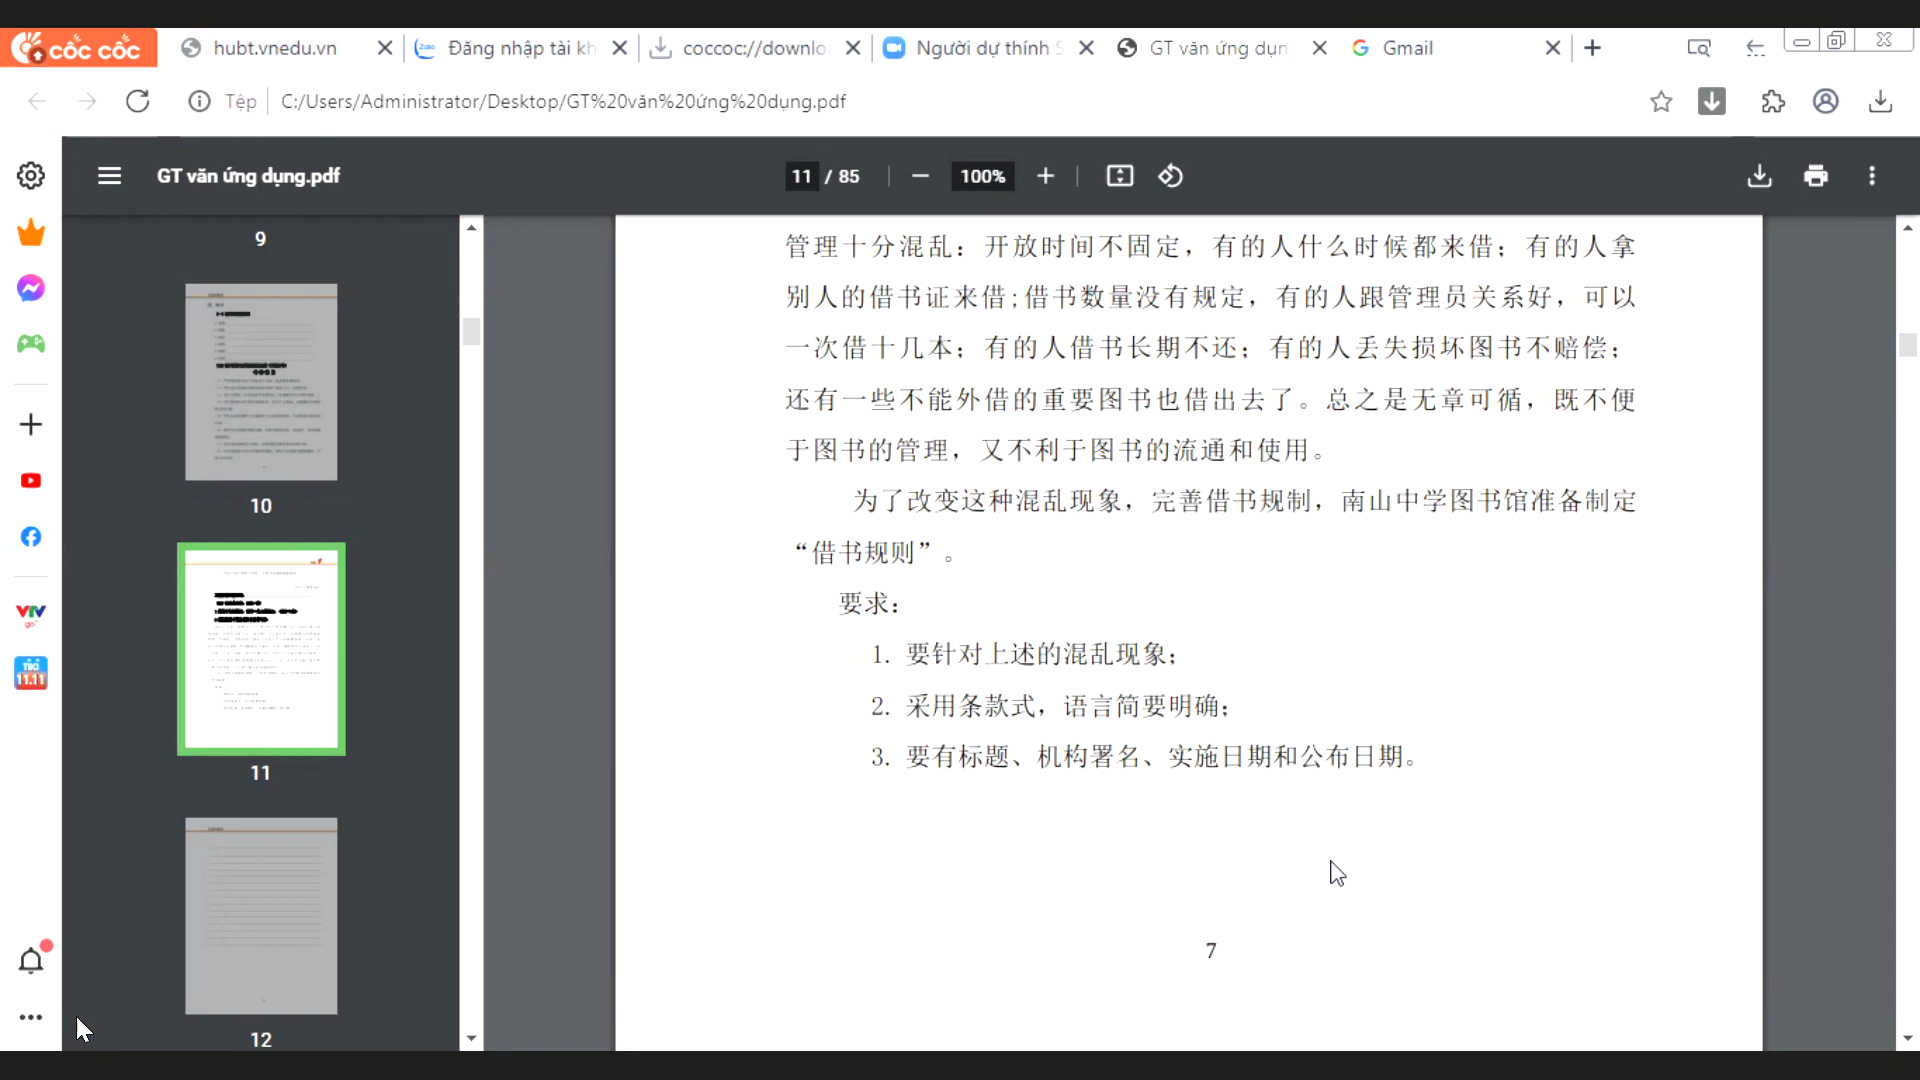 cốc cốc
hubt.vnedu.vn
Zalo
Đăng nhập tài kh
coccoc://downlo
Người dự thính S
GT văn ứng dụn
Gmail
Tệp
C:/Users/Administrator/Desktop/GT%20văn%20ứng%20dụng.pdf
GT văn ứng dụng.pdf
11 / 85
100%
9
10
11
12
VTV
go
TIKI
11.11
管理十分混乱：开放时间不固定，有的人什么时候都来借；有的人拿
别人的借书证来借;借书数量没有规定，有的人跟管理员关系好，可以
一次借十几本；有的人借书长期不还；有的人丢失损坏图书不赔偿；
还有一些不能外借的重要图书也借出去了。总之是无章可循，既不便
于图书的管理，又不利于图书的流通和使用。
为了改变这种混乱现象，完善借书规制，南山中学图书馆准备制定
“借书规则”。
要求：
1. 要针对上述的混乱现象；
2. 采用条款式，语言简要明确；
3. 要有标题、机构署名、实施日期和公布日期。
7